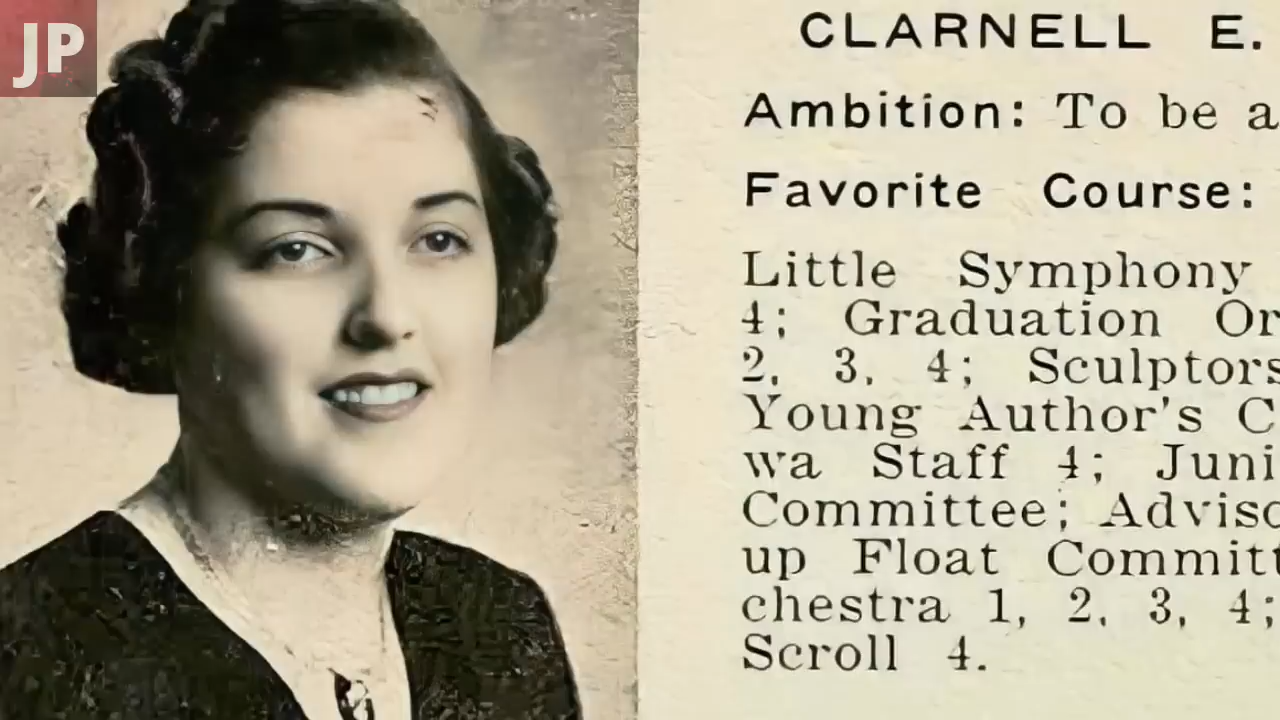 JP
CLARNELL E.
Ambition: To be a
Favorite Course:
Little Symphony
4; Graduation Or
2, 3, 4; Sculptors
Young Author's C
wa Staff 4; Juni
Committee; Adviso
up Float Committ
chestra 1, 2, 3, 4;
Scroll 4.